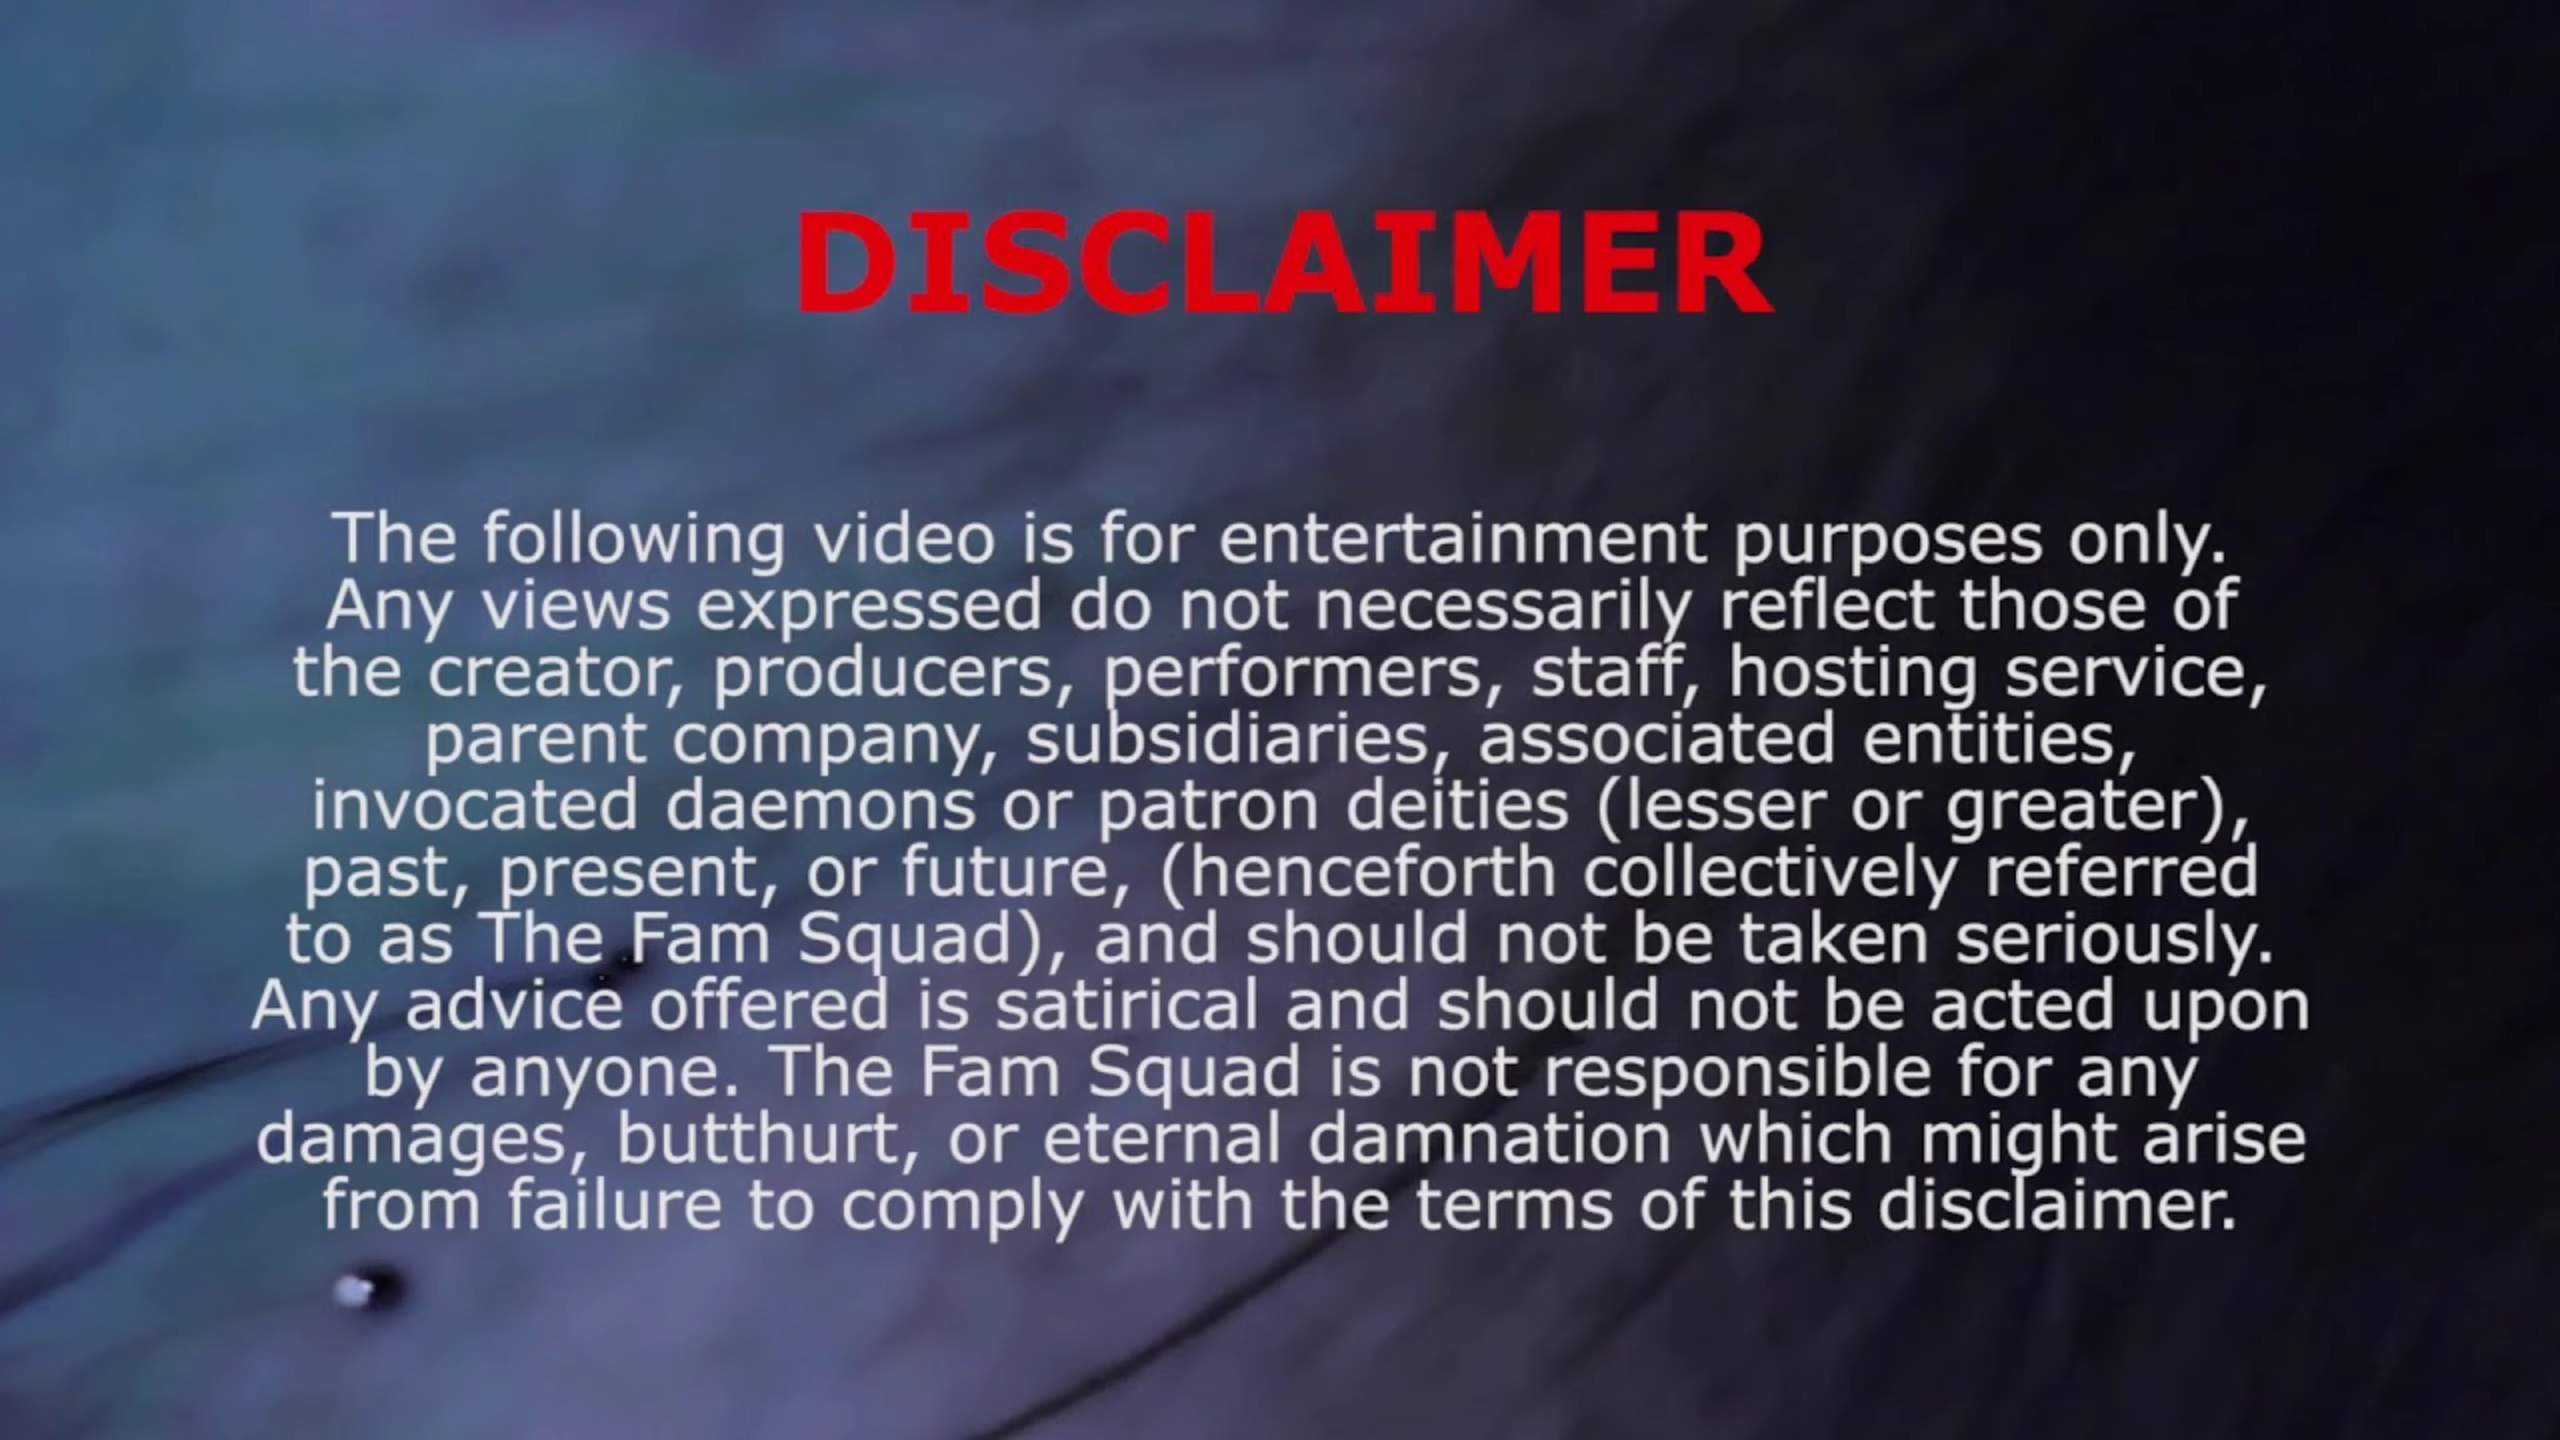 DISCLAIMER
The following video is for entertainment purposes only.
Any views expressed do not necessarily reflect those of
the creator, producers, performers, staff, hosting service,
parent company, subsidiaries, associated entities,
invocated daemons or patron deities (lesser or greater),
past, present, or future, (henceforth collectively referred
to as The Fam Squad), and should not be taken seriously.
Any advice offered is satirical and should not be acted upon
by anyone. The Fam Squad is not responsible for any
damages, butthurt, or eternal damnation which might arise
from failure to comply with the terms of this disclaimer.